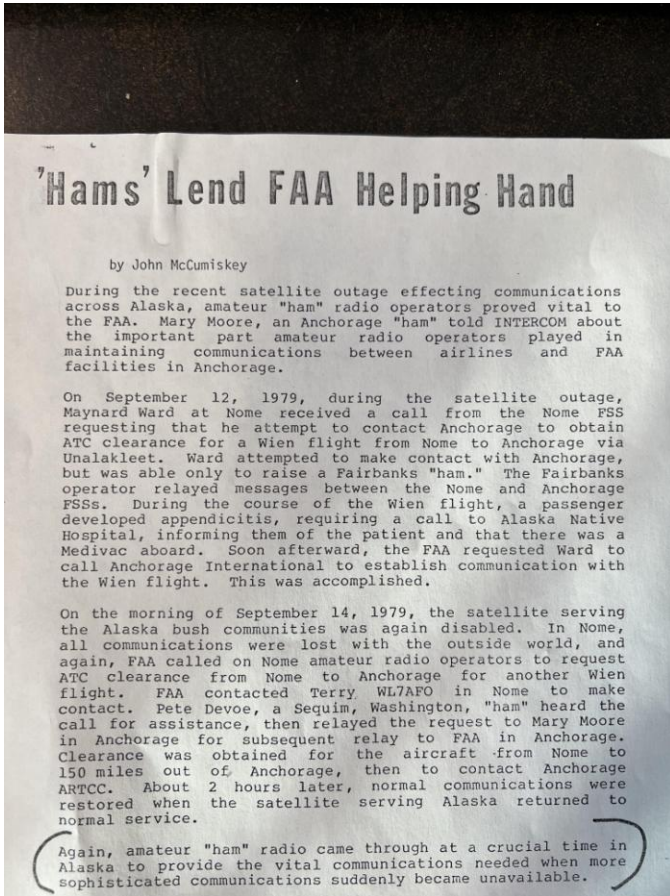 'Hams' Lend FAA Helping Hand
by John McCumiskey
During the recent satellite outage effecting communications
across Alaska, amateur "ham" radio operators proved vital to
the FAA. Mary Moore, an Anchorage "ham" told INTERCOM about
the important part amateur radio operators played in
maintaining communications between airlines and FAA
facilities in Anchorage.
On September 12, 1979, during the satellite outage,
Maynard Ward at Nome received a call from the Nome FSS
requesting that he attempt to contact Anchorage to obtain
ATC clearance for a Wien flight from Nome to Anchorage via
Unalakleet. Ward attempted to make contact with Anchorage,
but was able only to raise a Fairbanks "ham." The Fairbanks
operator relayed messages between the Nome and Anchorage
FSSs. During the course of the Wien flight, a passenger
developed appendicitis, requiring a call to Alaska Native
Hospital, informing them of the patient and that there was a
Medivac aboard. Soon afterward, the FAA requested Ward to
call Anchorage International to establish communication with
the Wien flight. This was accomplished.
On the morning of September 14, 1979, the satellite serving
the Alaska bush communities was again disabled. In Nome,
all communications were lost with the outside world, and
again, FAA called on Nome amateur radio operators to request
ATC clearance from Nome to Anchorage for another Wien
flight. FAA contacted Terry WL7AFO in Nome to make
contact. Pete Devoe, a Sequim, Washington, "ham" heard the
call for assistance, then relayed the request to Mary Moore
in Anchorage for subsequent relay to FAA in Anchorage.
Clearance was obtained for the aircraft from Nome to
150 miles out of Anchorage, then to contact Anchorage
ARTCC. About 2 hours later, normal communications were
restored when the satellite serving Alaska returned to
normal service.
Again, amateur "ham" radio came through at a crucial time in
Alaska to provide the vital communications needed when more
sophisticated communications suddenly became unavailable.